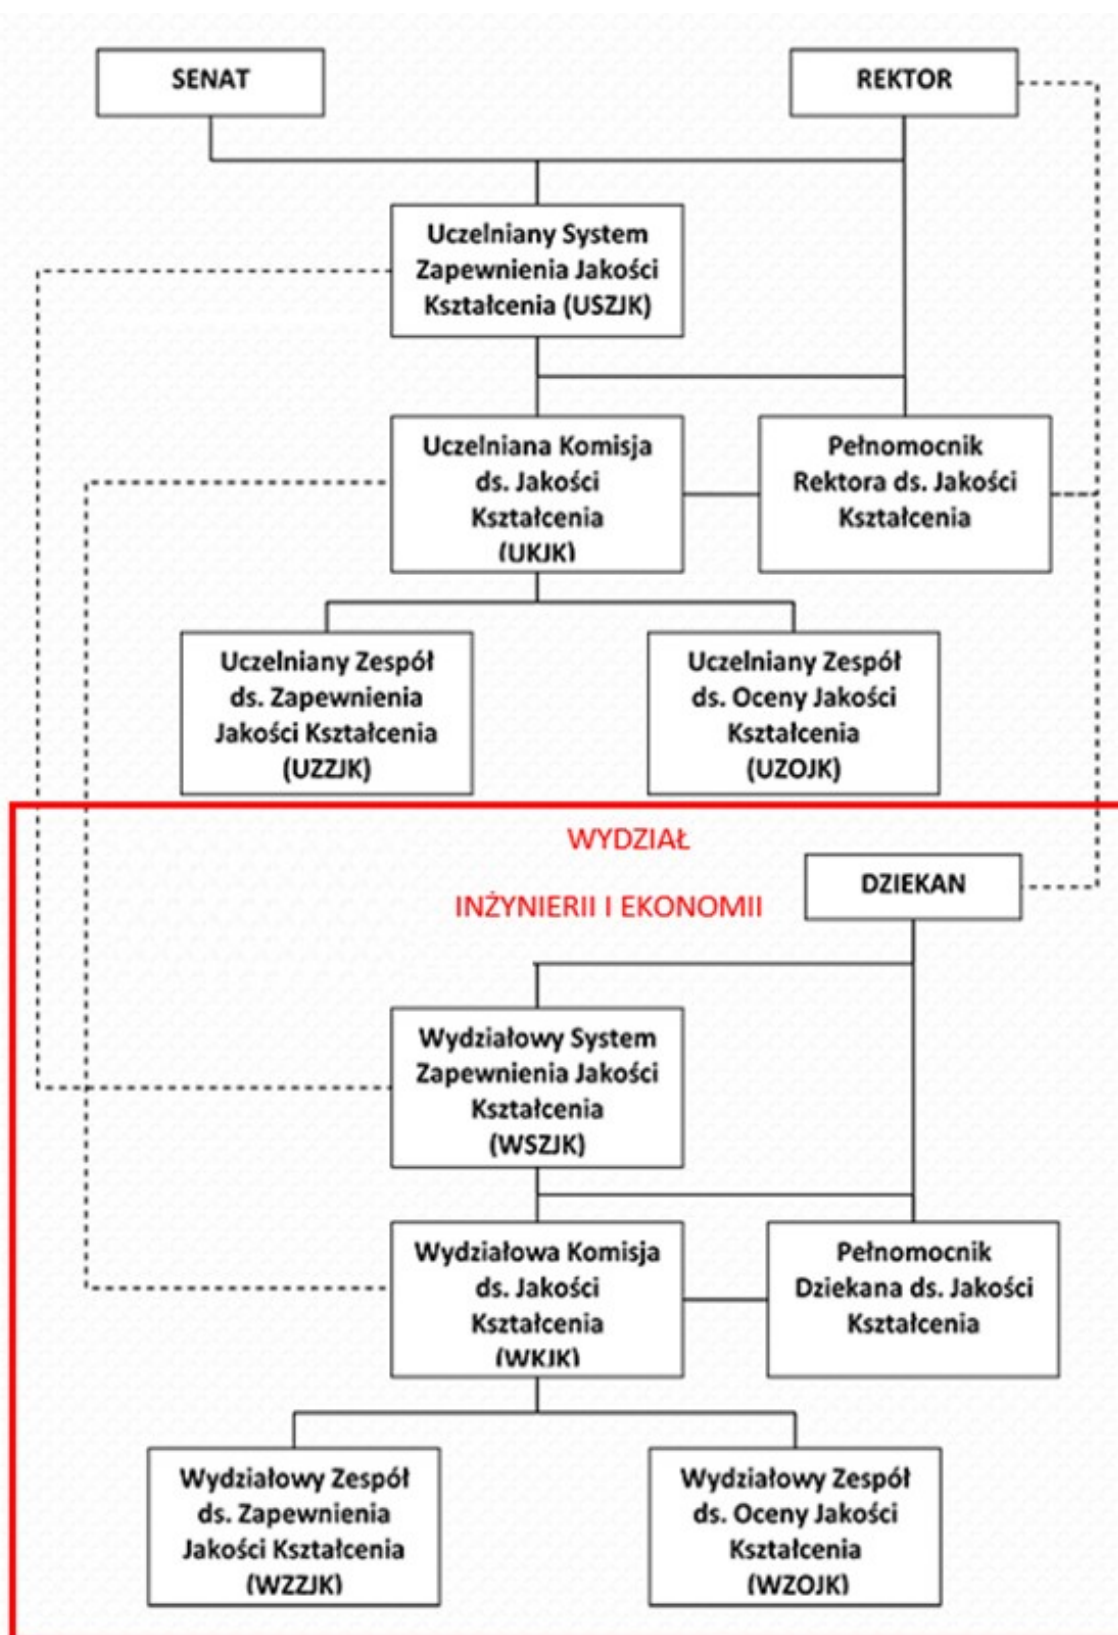 SENAT
REKTOR
Uczelniany System
Zapewnienia Jakości
Kształcenia (USZJK)
Uczelniana Komisja
ds. Jakości
Kształcenia
(UKJK)
Pełnomocnik
Rektora ds. Jakości
Kształcenia
Uczelniany Zespół
ds. Zapewnienia
Jakości Kształcenia
(UZZJK)
Uczelniany Zespół
ds. Oceny Jakości
Kształcenia
(UZOJK)
WYDZIAŁ
INŻYNIERII I EKONOMII
DZIEKAN
Wydziałowy System
Zapewnienia Jakości
Kształcenia
(WSZJK)
Wydziałowa Komisja
ds. Jakości
Kształcenia
(WKJK)
Pełnomocnik
Dziekana ds. Jakości
Kształcenia
Wydziałowy Zespół
ds. Zapewnienia
Jakości Kształcenia
(WZZJK)
Wydziałowy Zespół
ds. Oceny Jakości
Kształcenia
(WZOJK)